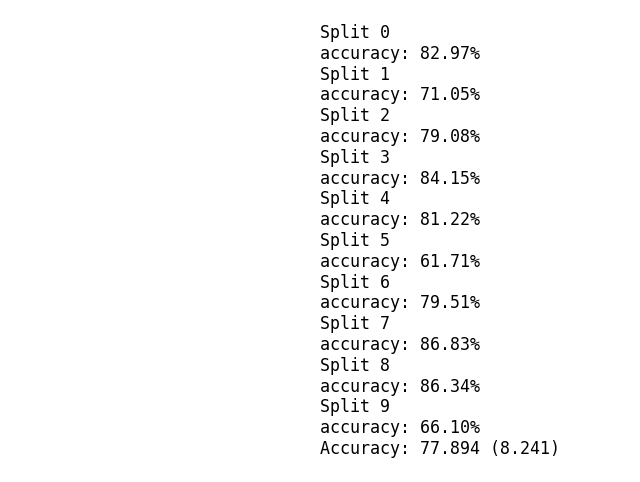 Split 0
accuracy: 82.97%
Split 1
accuracy: 71.05%
Split 2
accuracy: 79.08%
Split 3
accuracy: 84.15%
Split 4
accuracy: 81.22%
Split 5
accuracy: 61.71%
Split 6
accuracy: 79.51%
Split 7
accuracy: 86.83%
Split 8
accuracy: 86.34%
Split 9
accuracy: 66.10%
Accuracy: 77.894 (8.241)